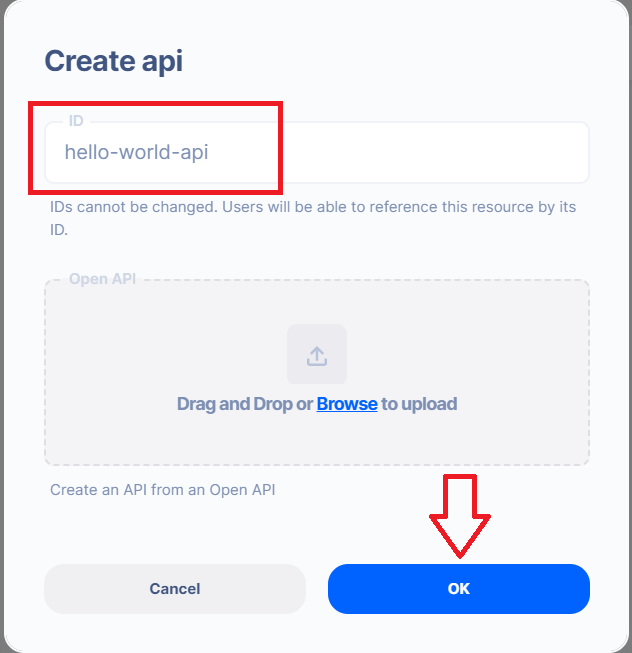 Create api
ID
hello-world-api
IDs cannot be changed. Users will be able to reference this resource by its
ID.
Open API
Drag and Drop or Browse to upload
Create an API from an Open API
Cancel
OK